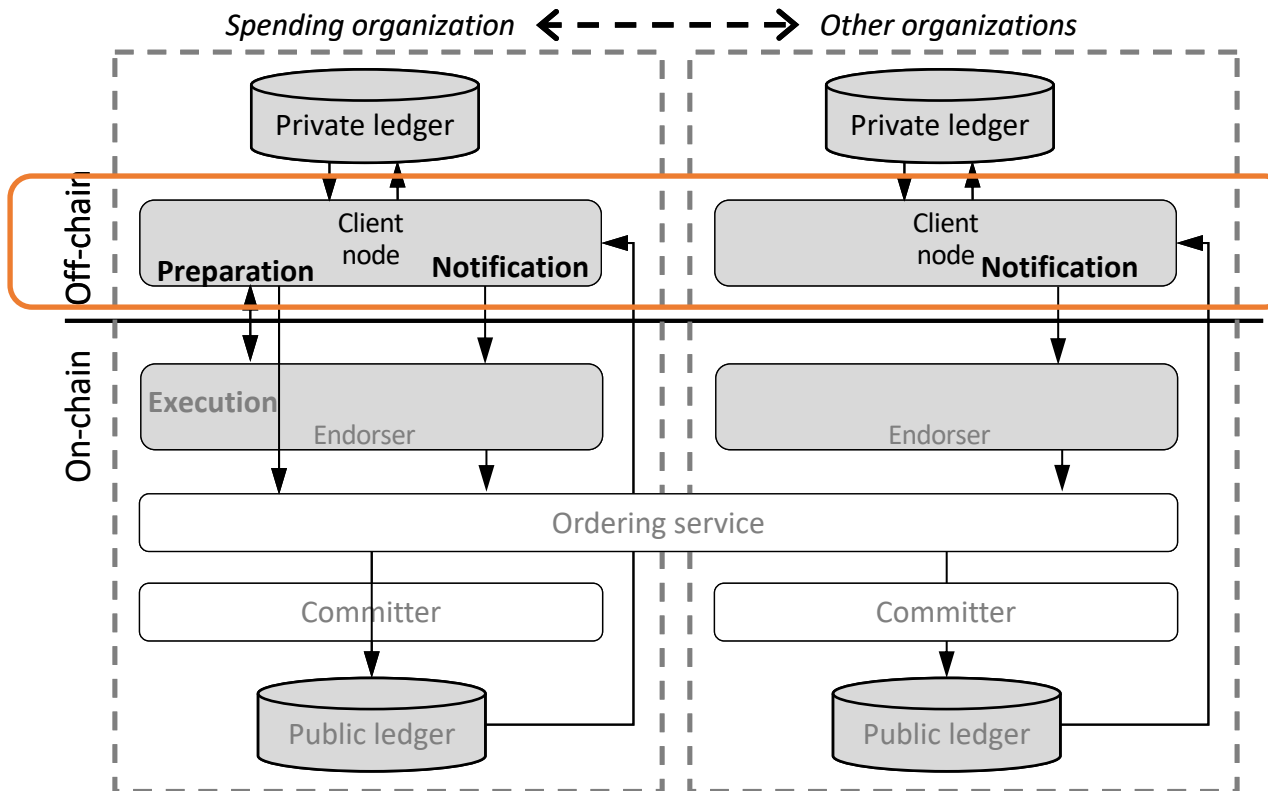 Spending organization
Other organizations
Private ledger
Private ledger
Off-chain
Client
node
Preparation
Notification
Client
node
Notification
On-chain
Execution
Endorser
Endorser
Ordering service
Committer
Committer
Public ledger
Public ledger